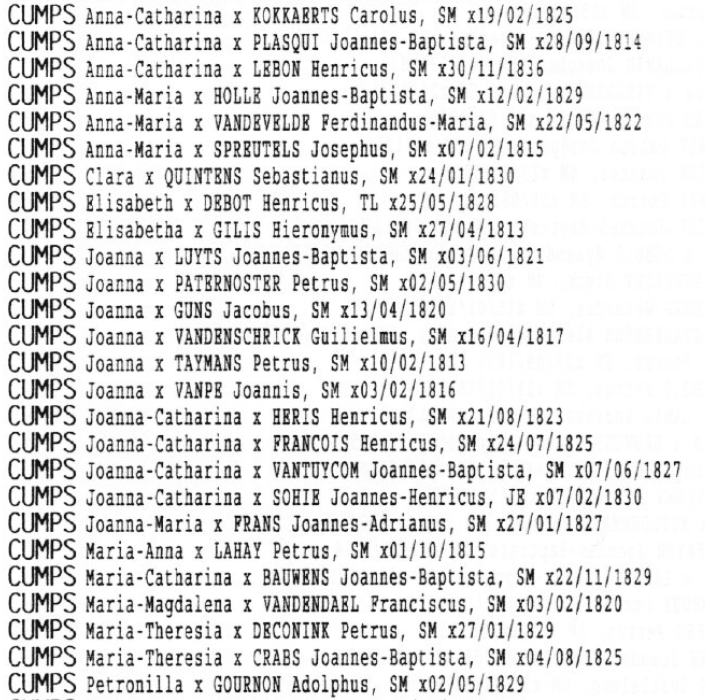 CUMPS Anna-Catharina x KOKKAERTS Carolus, SM x19/02/1825
CUMPS Anna-Catharina x PLASQUI Joannes-Baptista, SM x28/09/1814
CUMPS Anna-Catharina x LEBON Henricus, SM x30/11/1836
CUMPS Anna-Maria x HOLLE Joannes-Baptista, SM x12/02/1829
CUMPS Anna-Maria x VANDEVELDE Ferdinandus-Maria, SM x22/05/1822
CUMPS Anna-Maria x SPREUTELS Josephus, SM x07/02/1815
CUMPS Clara x QUINTENS Sebastianus, SM x24/01/1830
CUMPS Elisabeth x DEBOT Henricus, TL x25/05/1828
CUMPS Elisabetha x GILIS Hieronymus, SM x27/04/1813
CUMPS Joanna x LUYTS Joannes-Baptista, SM x03/06/1821
CUMPS Joanna x PATERNOSTER Petrus, SM x02/05/1830
CUMPS Joanna x GUNS Jacobus, SM x13/04/1820
CUMPS Joanna x VANDENSCHRICK Guilielmus, SM x16/04/1817
CUMPS Joanna x TAYMANS Petrus, SM x10/02/1813
CUMPS Joanna x VANPE Joannis, SM x03/02/1816
CUMPS Joanna-Catharina x HERIS Henricus, SM x21/08/1823
CUMPS Joanna-Catharina x FRANCOIS Henricus, SM x24/07/1825
CUMPS Joanna-Catharina x VANTUYCOM Joannes-Baptista, SM x07/06/1827
CUMPS Joanna-Catharina x SOHIE Joannes-Henricus, JE x07/02/1830
CUMPS Joanna-Maria x FRANS Joannes-Adrianus, SM x27/01/1827
CUMPS Maria-Anna x LAHAY Petrus, SM x01/10/1815
CUMPS Maria-Catharina x BAUWENS Joannes-Baptista, SM x22/11/1829
CUMPS Maria-Magdalena x VANDENDAEL Franciscus, SM x03/02/1820
CUMPS Maria-Theresia x DECONINK Petrus, SM x27/01/1829
CUMPS Maria-Theresia x CRABS Joannes-Baptista, SM x04/08/1825
CUMPS Petronilla x GOURNON Adolphus, SM x02/05/1829